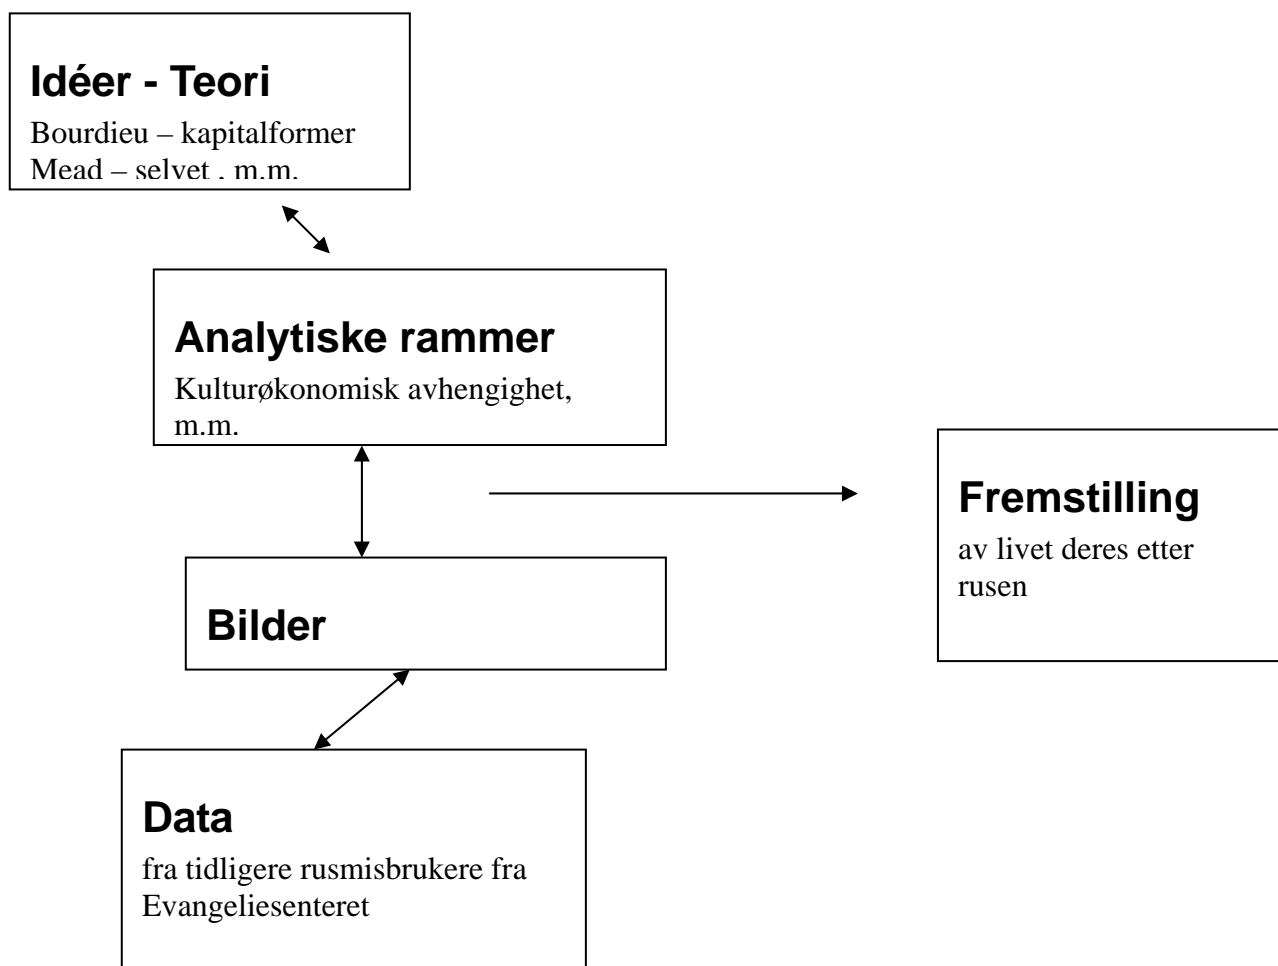 Idéer - Teori
Bourdieu – kapitalformer
Mead – selvet , m.m.
Analytiske rammer
Kulturøkonomisk avhengighet,
m.m.
Fremstilling
av livet deres etter
rusen
Bilder
Data
fra tidligere rusmisbrukere fra
Evangeliesenteret